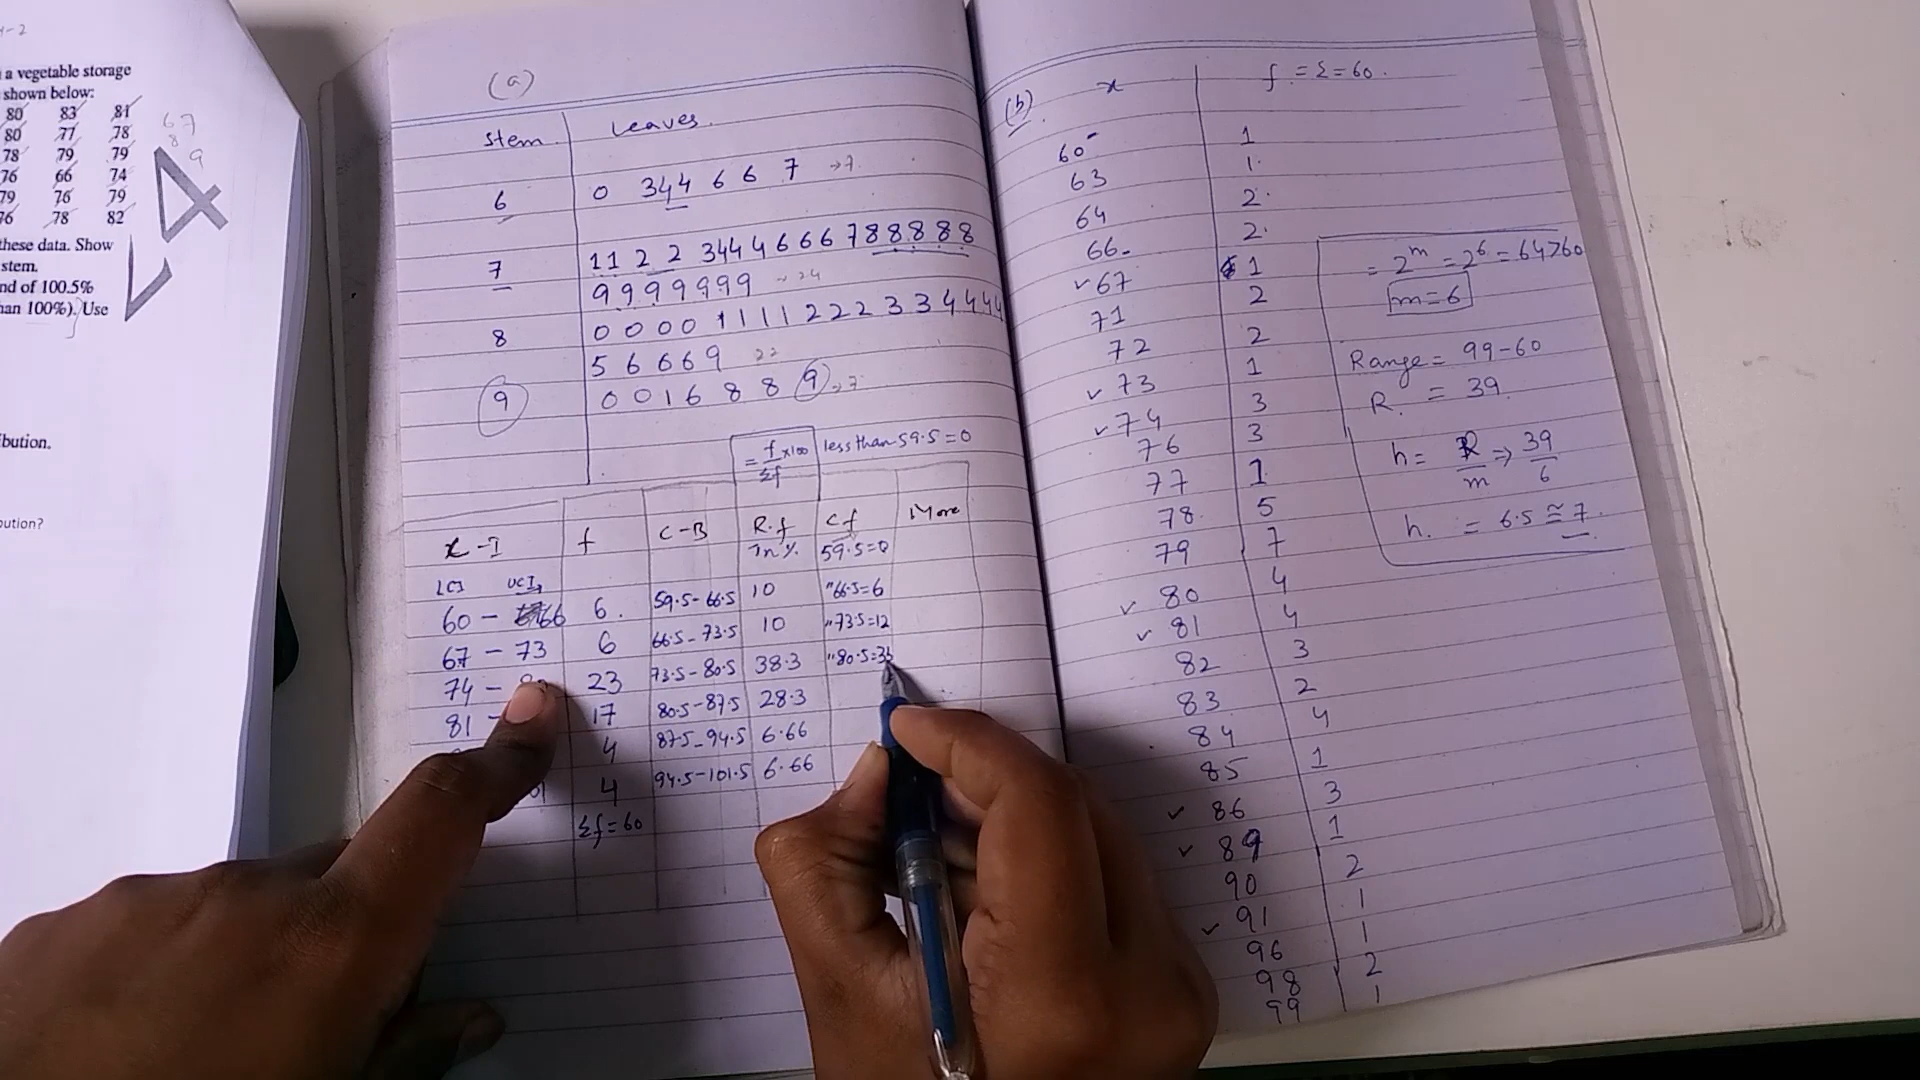 4-2
a vegetable storage
shown below:
80 83 81
80 77 78
78 79 79
76 66 74
79 76 79
76 78 82
these data. Show
stem.
nd of 100.5%
han 100%). Use
bution.
oution?
67
8
9
(a)
Stem Leaves.
6 0 3 4 4 6 6 7 →7
7 1 1 2 2 3 4 4 4 6 6 6 7 8 8 8 8 8
9 9 9 9 9 9 9 ~24
8 0 0 0 0 1 1 1 1 2 2 2 3 3 4 4 4 4
5 6 6 6 9 22
9 0 0 1 6 8 8 9 →7
= f/Σf ×100 less than 59.5 = 0
x-I f C-B R.f in % Cf More
59.5=0
LCI UCI
60 - 66 6. 59.5-66.5 10 "66.5=6
67 - 73 6 66.5-73.5 10 "73.5=12
74 - 23 73.5-80.5 38.3 "80.5=35
81 - 17 80.5-87.5 28.3
4 87.5-94.5 6.66
4 94.5-101.5 6.66
Σf=60
(b) x f = Σ = 60.
60 1
63 1
64 2
66 2
✓67 1
71 2
72 2
✓73 1
✓74 3
76 3
77 1
78 5
79 7
✓80 4
✓81 4
82 3
83 2
84 4
85 1
✓86 3
✓89 1
90 2
✓91 1
96 1
98 2
99 1
= 2^m = 2^6 = 64>60
m=6
Range = 99-60
R = 39
h = R/m ⇒ 39/6
h. = 6.5 ≅ 7.